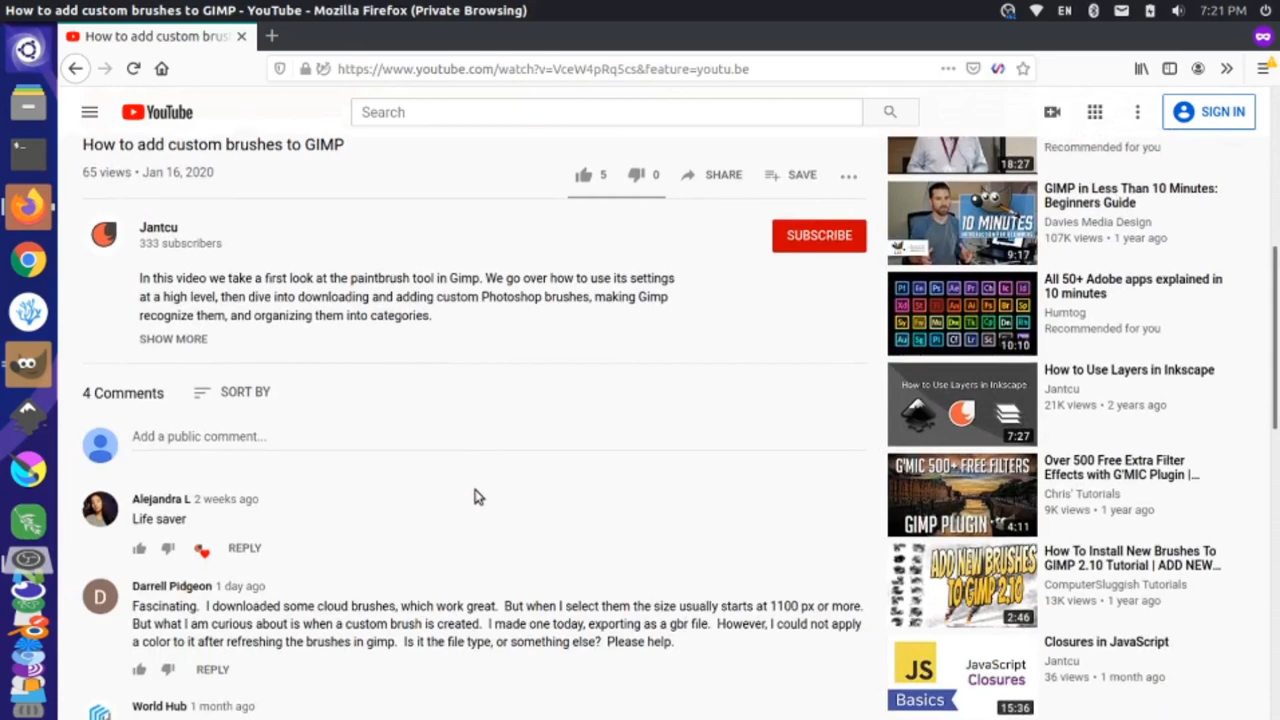 How to add custom brushes to GIMP - YouTube - Mozilla Firefox (Private Browsing)
EN
7:21 PM
How to add custom brus
https://www.youtube.com/watch?v=VceW4pRq5cs&feature=youtu.be
YouTube
Search
SIGN IN
How to add custom brushes to GIMP
65 views • Jan 16, 2020
5
0
SHARE
SAVE
Jantcu
333 subscribers
SUBSCRIBE
In this video we take a first look at the paintbrush tool in Gimp. We go over how to use its settings
at a high level, then dive into downloading and adding custom Photoshop brushes, making Gimp
recognize them, and organizing them into categories.
SHOW MORE
4 Comments
SORT BY
Add a public comment...
Alejandra L 2 weeks ago
Life saver
REPLY
Darrell Pidgeon 1 day ago
Fascinating. I downloaded some cloud brushes, which work great. But when I select them the size usually starts at 1100 px or more.
But what I am curious about is when a custom brush is created. I made one today, exporting as a gbr file. However, I could not apply
a color to it after refreshing the brushes in gimp. Is it the file type, or something else? Please help.
D
REPLY
World Hub 1 month ago
18:27
Recommended for you
10 MINUTES
9:17
GIMP in Less Than 10 Minutes:
Beginners Guide
Davies Media Design
107K views • 1 year ago
10:10
All 50+ Adobe apps explained in
10 minutes
Humtog
Recommended for you
How to Use Layers in Inkscape
7:27
How to Use Layers in Inkscape
Jantcu
21K views • 2 years ago
G'MIC 500+ FREE FILTERS
GIMP PLUGIN
4:11
Over 500 Free Extra Filter
Effects with G'MIC Plugin |...
Chris' Tutorials
9K views • 1 year ago
ADD NEW
BRUSHES
TO GIMP 2.10
2:46
How To Install New Brushes To
GIMP 2.10 Tutorial | ADD NEW...
ComputerSluggish Tutorials
13K views • 1 year ago
JS
JavaScript
Closures
Basics
15:36
Closures in JavaScript
Jantcu
36 views • 1 month ago